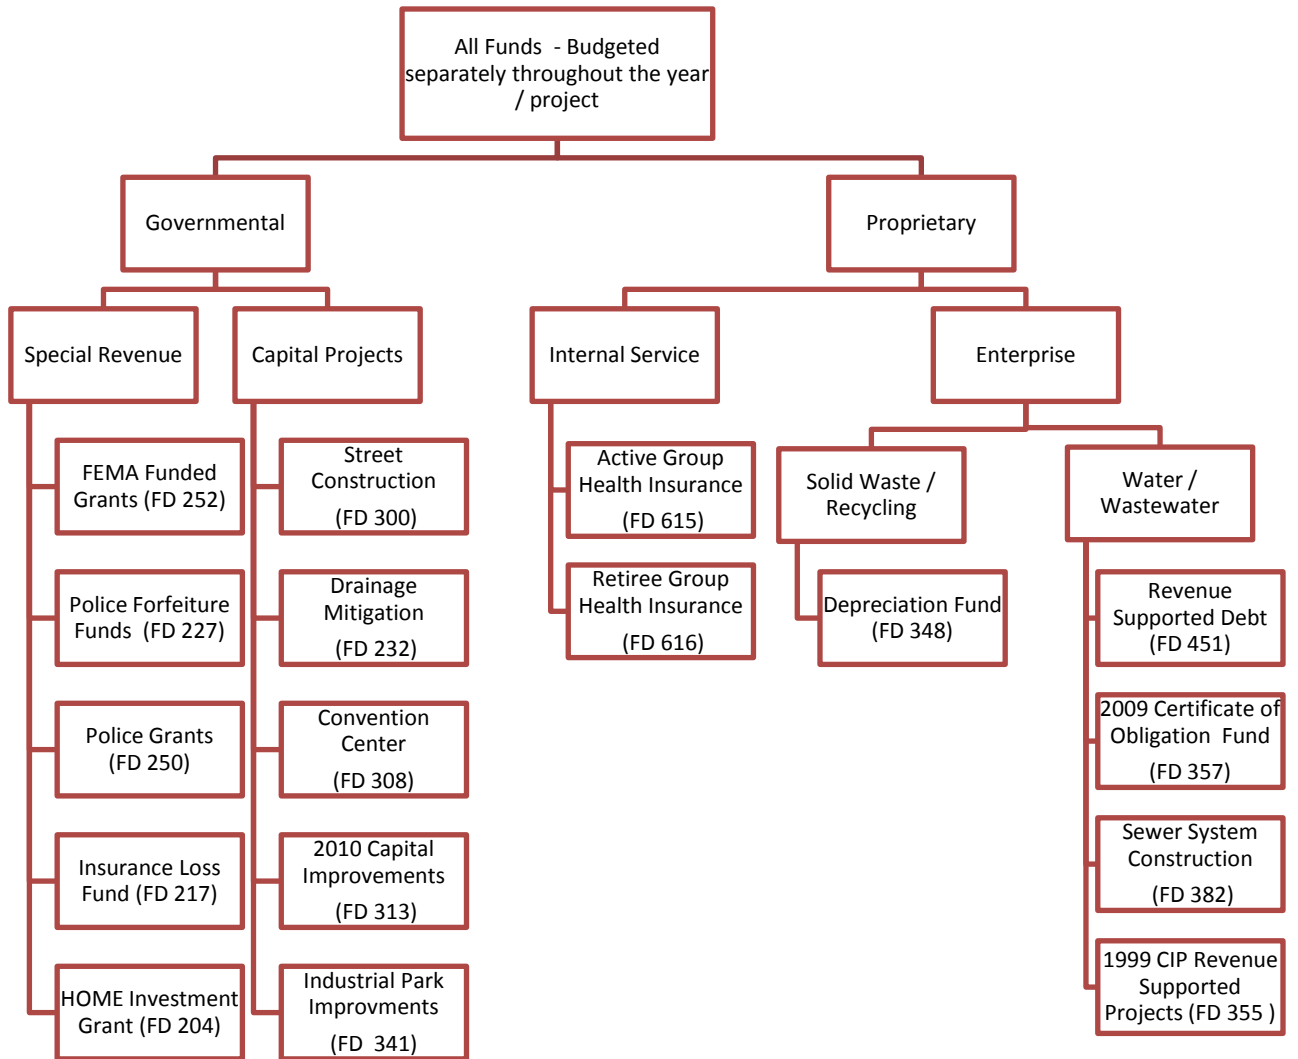 All Funds - Budgeted
separately throughout the year
/ project
Governmental
Proprietary
Special Revenue
Capital Projects
Internal Service
Enterprise
FEMA Funded
Grants (FD 252)
Police Forfeiture
Funds (FD 227)
Police Grants
(FD 250)
Insurance Loss
Fund (FD 217)
HOME Investment
Grant (FD 204)
Street
Construction
(FD 300)
Drainage
Mitigation
(FD 232)
Convention
Center
(FD 308)
2010 Capital
Improvements
(FD 313)
Industrial Park
Improvments
(FD 341)
Active Group
Health Insurance
(FD 615)
Retiree Group
Health Insurance
(FD 616)
Solid Waste /
Recycling
Depreciation Fund
(FD 348)
Water /
Wastewater
Revenue
Supported Debt
(FD 451)
2009 Certificate of
Obligation Fund
(FD 357)
Sewer System
Construction
(FD 382)
1999 CIP Revenue
Supported
Projects (FD 355 )